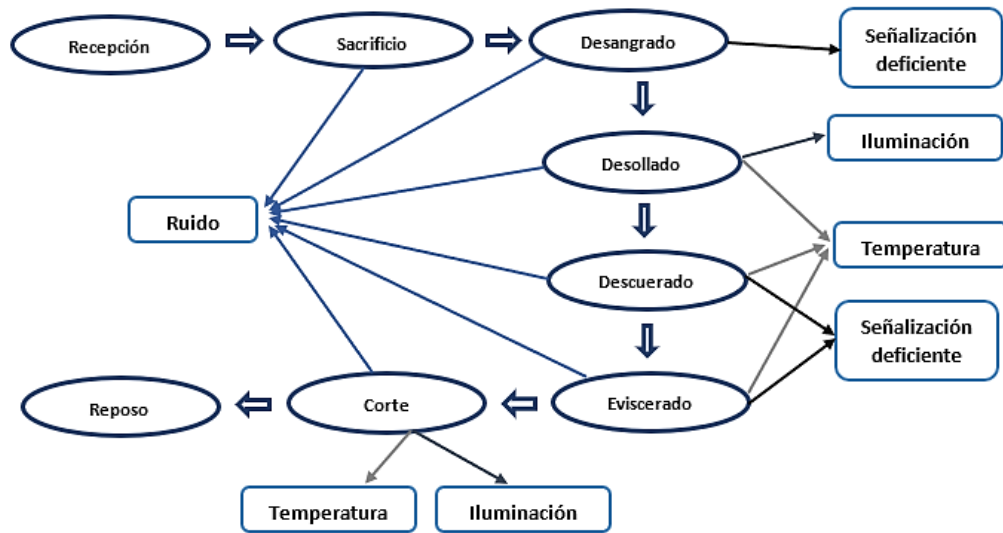 Recepción
Sacrificio
Desangrado
Señalización
deficiente
Desollado
Iluminación
Ruido
Temperatura
Descuerado
Señalización
deficiente
Reposo
Corte
Eviscerado
Temperatura
Iluminación